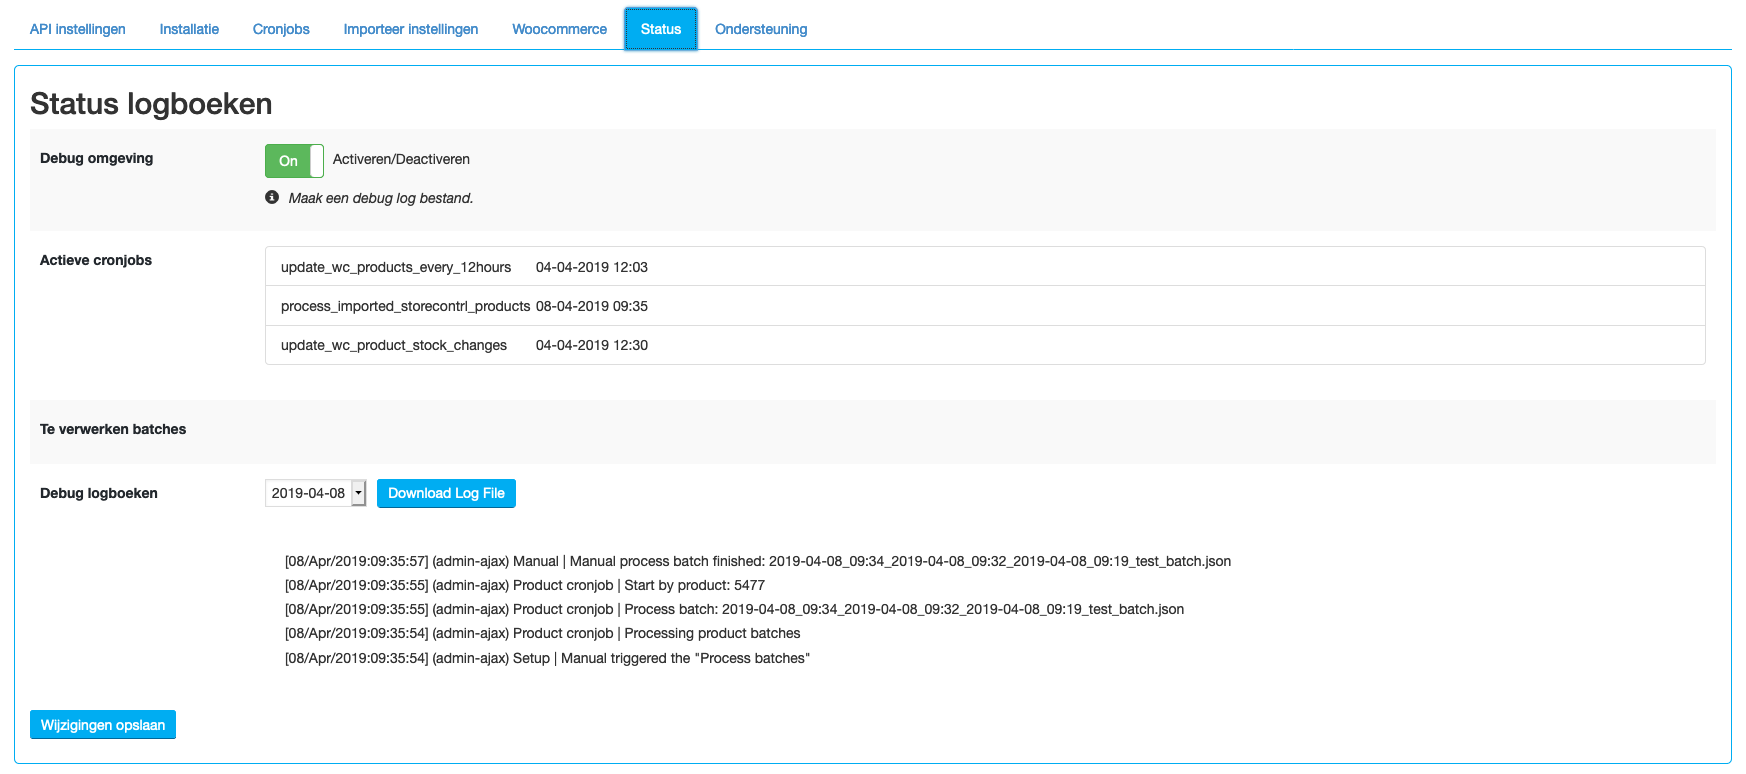 API instellingen Installatie Cronjobs Importeer instellingen Woocommerce Status Ondersteuning
Status logboeken
Debug omgeving On Activeren/Deactiveren
Maak een debug log bestand.
Actieve cronjobs
update_wc_products_every_12hours 04-04-2019 12:03
process_imported_storecontrl_products 08-04-2019 09:35
update_wc_product_stock_changes 04-04-2019 12:30
Te verwerken batches
Debug logboeken 2019-04-08 Download Log File
[08/Apr/2019:09:35:57] (admin-ajax) Manual | Manual process batch finished: 2019-04-08_09:34_2019-04-08_09:32_2019-04-08_09:19_test_batch.json
[08/Apr/2019:09:35:55] (admin-ajax) Product cronjob | Start by product: 5477
[08/Apr/2019:09:35:55] (admin-ajax) Product cronjob | Process batch: 2019-04-08_09:34_2019-04-08_09:32_2019-04-08_09:19_test_batch.json
[08/Apr/2019:09:35:54] (admin-ajax) Product cronjob | Processing product batches
[08/Apr/2019:09:35:54] (admin-ajax) Setup | Manual triggered the "Process batches"
Wijzigingen opslaan